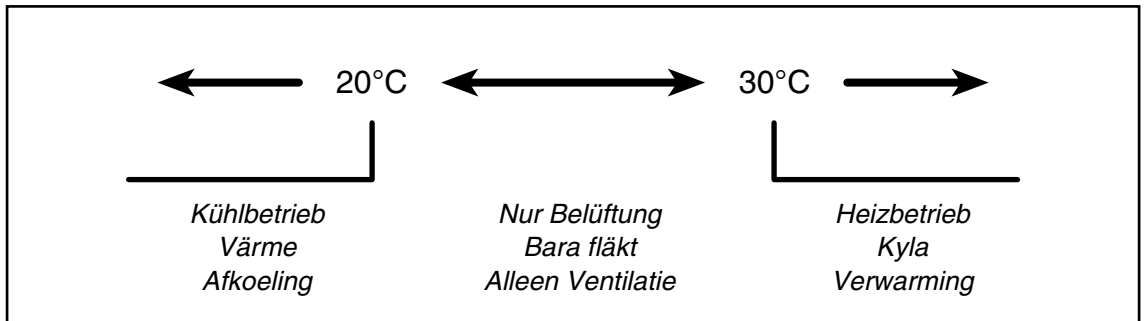 20°C 30°C
Kühlbetrieb Nur Belüftung Heizbetrieb
Värme Bara fläkt Kyla
Afkoeling Alleen Ventilatie Verwarming